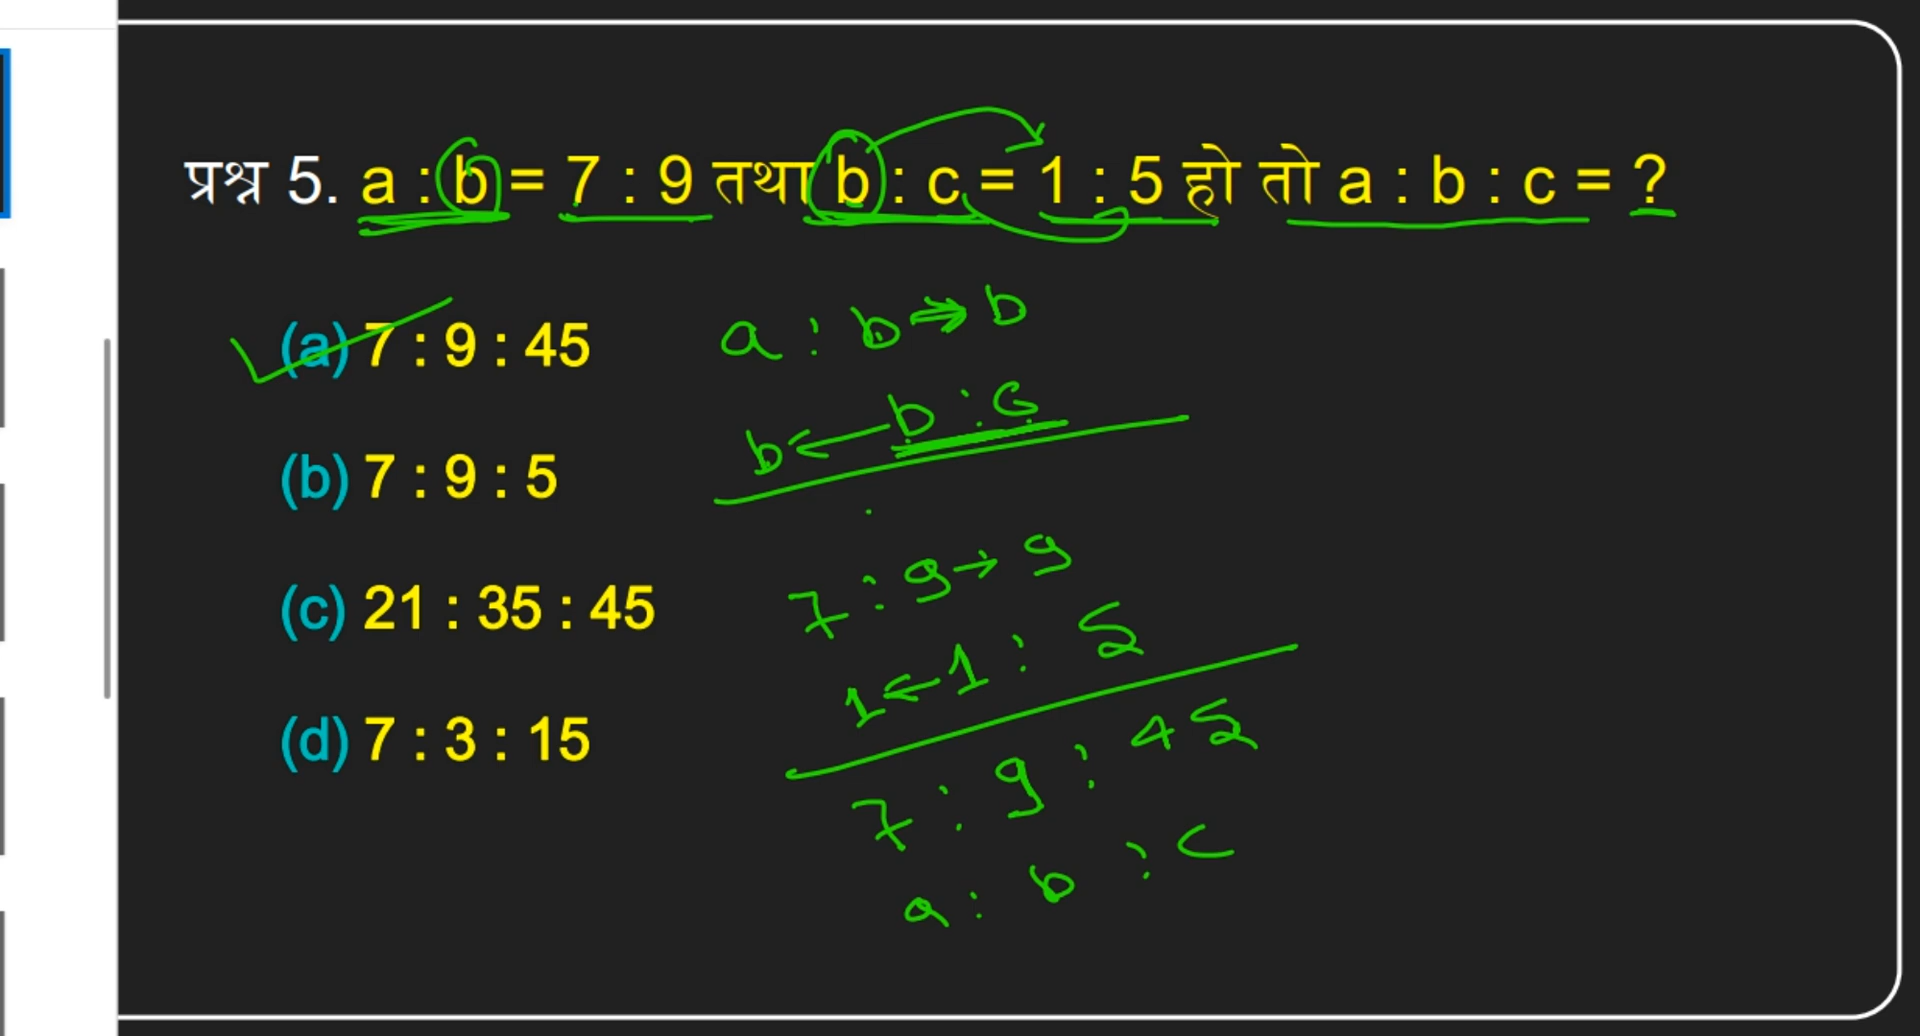 प्रश्न 5. a : b = 7 : 9 तथा b : c = 1 : 5 हो तो a : b : c = ?
(a) 7 : 9 : 45
(b) 7 : 9 : 5
(c) 21 : 35 : 45
(d) 7 : 3 : 15
a : b → b
b ← b : c
7 : 9 → 9
1 ← 1 : 5
7 : 9 : 45
a : b : c